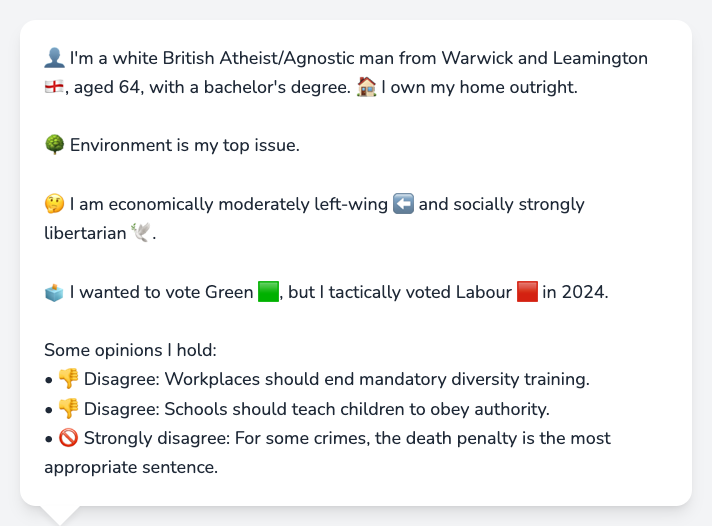 👤 I'm a white British Atheist/Agnostic man from Warwick and Leamington
🏴󠁧󠁢󠁥󠁮󠁧󠁿, aged 64, with a bachelor's degree. 🏠 I own my home outright.
🌳 Environment is my top issue.
🤔 I am economically moderately left-wing ⬅️ and socially strongly
libertarian 🕊️.
🗳️ I wanted to vote Green 🟩, but I tactically voted Labour 🟥 in 2024.
Some opinions I hold:
• 👎 Disagree: Workplaces should end mandatory diversity training.
• 👎 Disagree: Schools should teach children to obey authority.
• 🚫 Strongly disagree: For some crimes, the death penalty is the most
appropriate sentence.